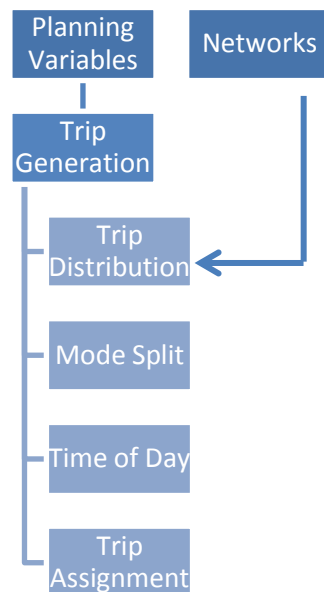 Planning
Variables
Networks
Trip
Generation
Trip
Distribution
Mode Split
Time of Day
Trip
Assignment